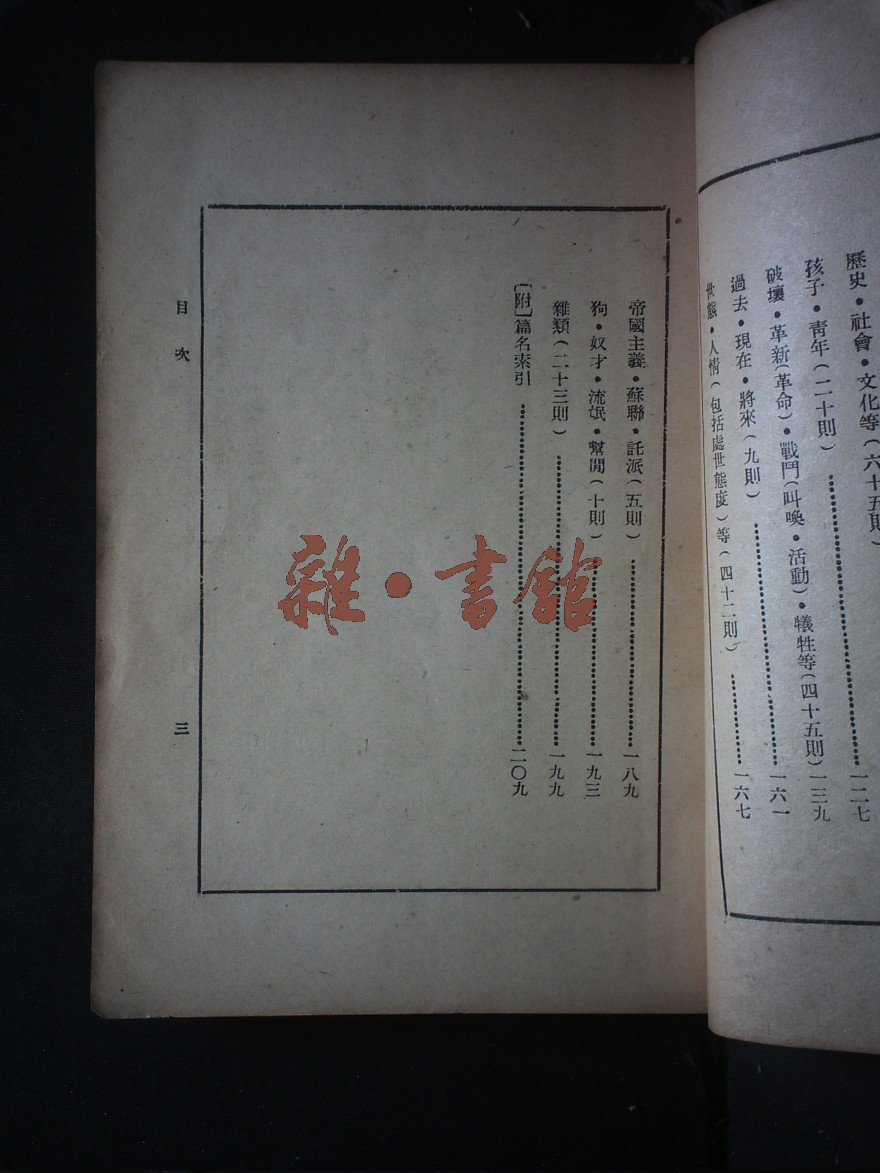 歷史•社會•文化等(六十五則)
孩子•青年(二十則)……一二七
破壞•革新(革命)•戰鬥(叫喚•活動)•犧牲等(四十五則)一三九
過去•現在•將來(九則)……一六一
世態•人情(包括處世態度)等(四十二則)……一六七
帝國主義•蘇聯•託派(五則)……一八九
狗•奴才•流氓•幫閒(十則)……一九三
雜類(二十三則)……一九九
[附]篇名索引……二〇九
目次
三
雜•書館